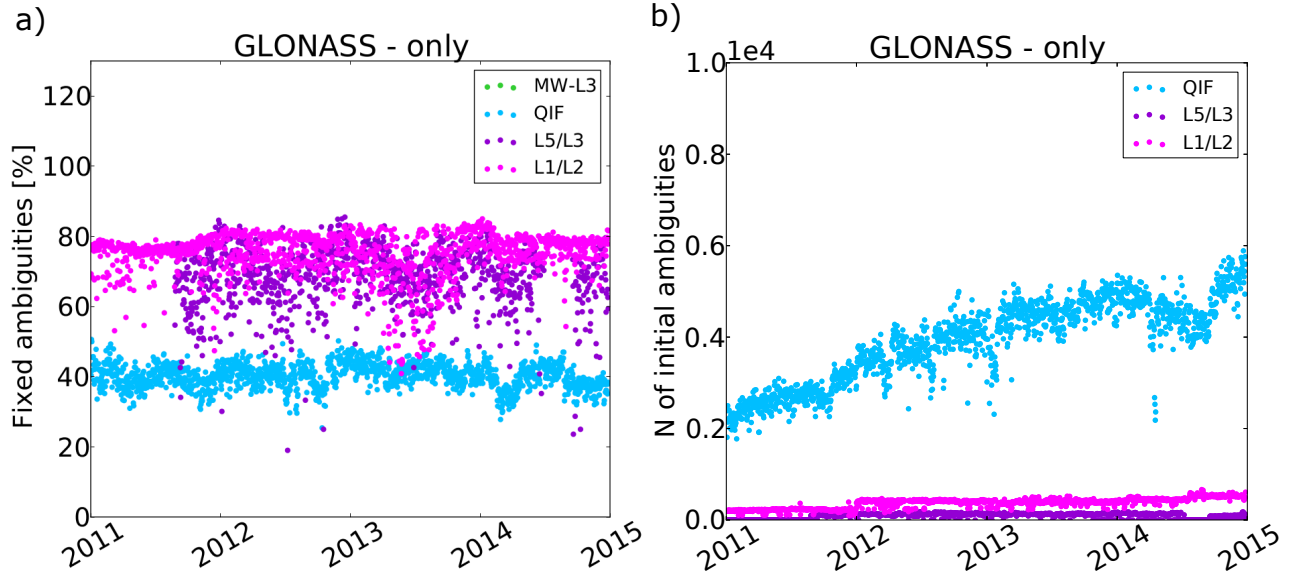 a)
GLONASS - only
Fixed ambiguities [%]
120
100
80
60
40
20
0
2011
2012
2013
2014
2015
MW-L3
QIF
L5/L3
L1/L2
b)
GLONASS - only
1e4
N of initial ambiguities
1.0
0.8
0.6
0.4
0.2
0.0
2011
2012
2013
2014
2015
QIF
L5/L3
L1/L2